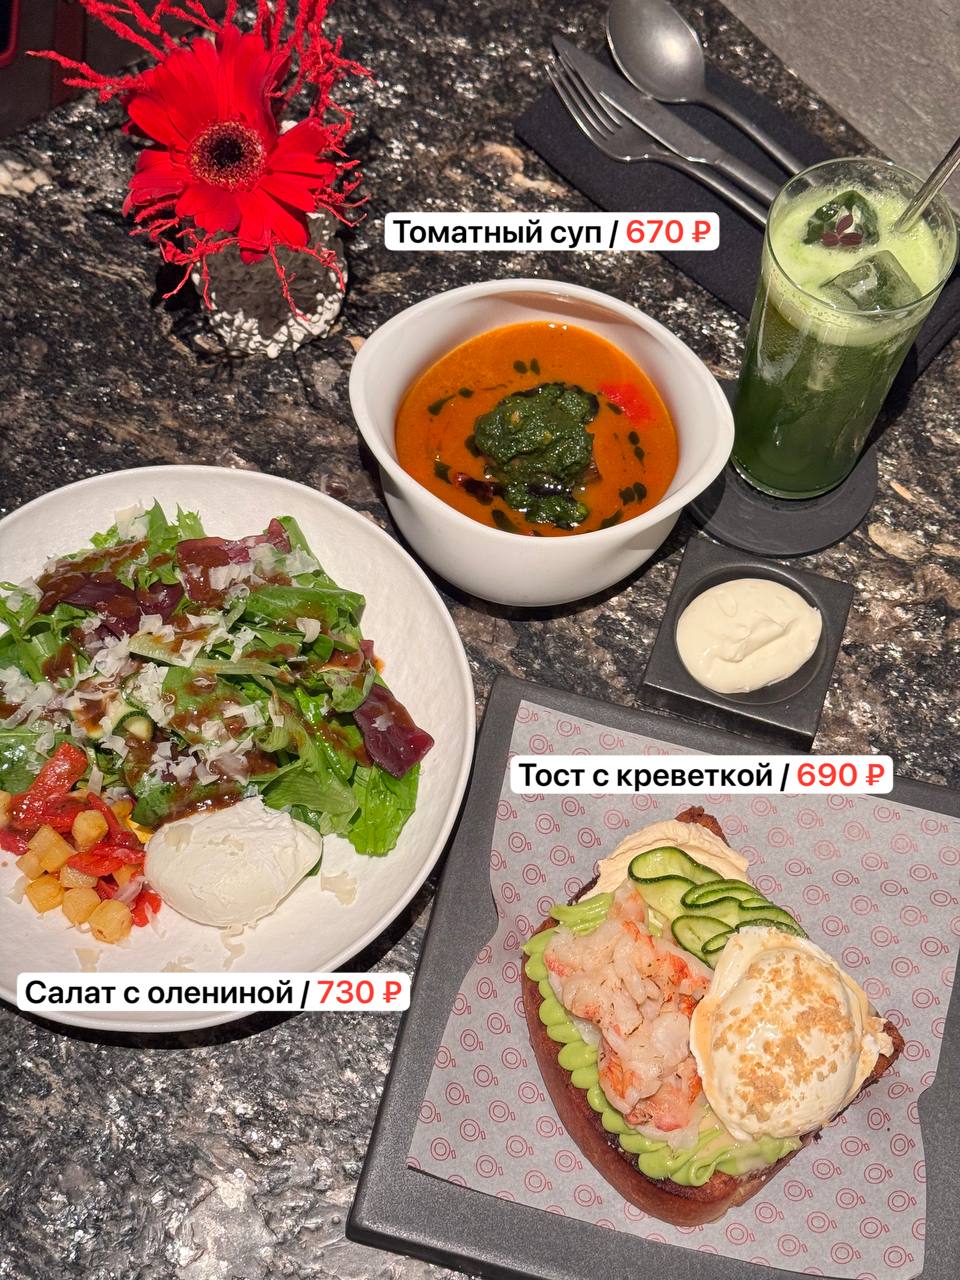 Томатный суп / 670 ₽
Тост с креветкой / 690 ₽
Салат с олениной / 730 ₽